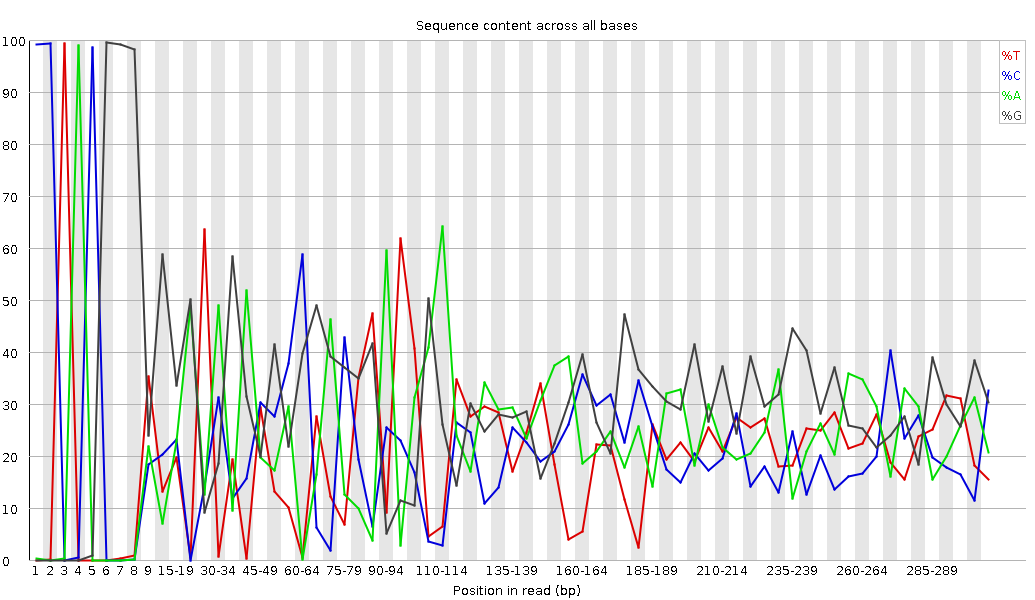 Sequence content across all bases
100
90
80
70
60
50
40
30
20
10
0
%T
%C
%A
%G
1 2 3 4 5 6 7 8 9 15-19 30-34 45-49 60-64 75-79 90-94 110-114 135-139 160-164 185-189 210-214 235-239 260-264 285-289
Position in read (bp)